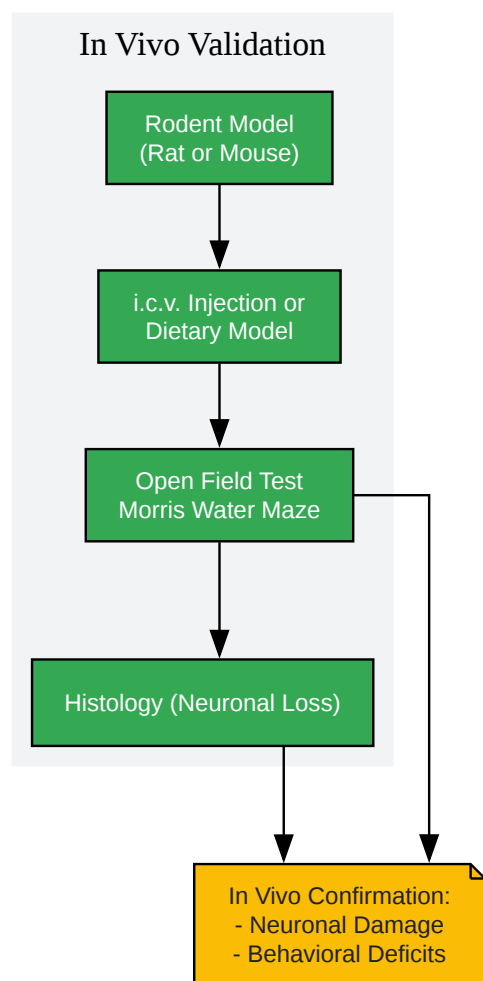 In Vivo Validation
Rodent Model
(Rat or Mouse)
i.c.v. Injection or
Dietary Model
Open Field Test
Morris Water Maze
Histology (Neuronal Loss)
In Vivo Confirmation:
- Neuronal Damage
- Behavioral Deficits